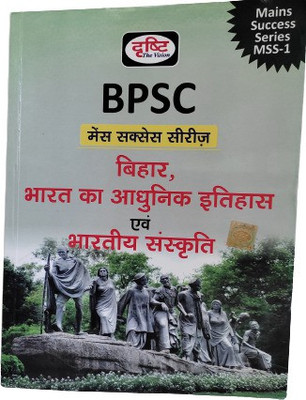 Mains
Success
Series
MSS-1
दृष्टि
The Vision
BPSC
मेंस सक्सेस सीरीज़
बिहार,
भारत का आधुनिक इतिहास
एवं
भारतीय संस्कृति